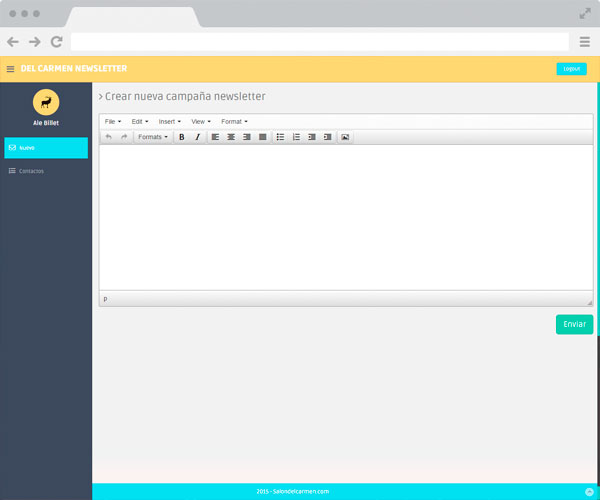 DEL CARMEN NEWSLETTER
Logout
Ale Billet
Nuevo
Contactos
> Crear nueva campaña newsletter
File Edit Insert View Format
Formats B I
p
Enviar
2015 - Salondelcarmen.com